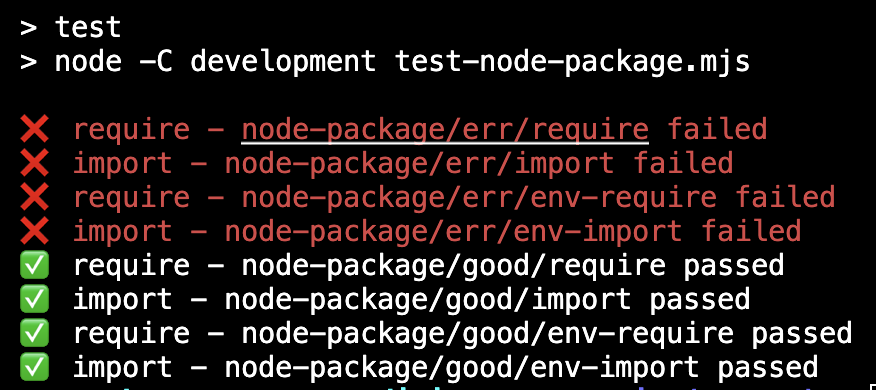 > test
> node -C development test-node-package.mjs
❌ require - node-package/err/require failed
❌ import - node-package/err/import failed
❌ require - node-package/err/env-require failed
❌ import - node-package/err/env-import failed
✅ require - node-package/good/require passed
✅ import - node-package/good/import passed
✅ require - node-package/good/env-require passed
✅ import - node-package/good/env-import passed